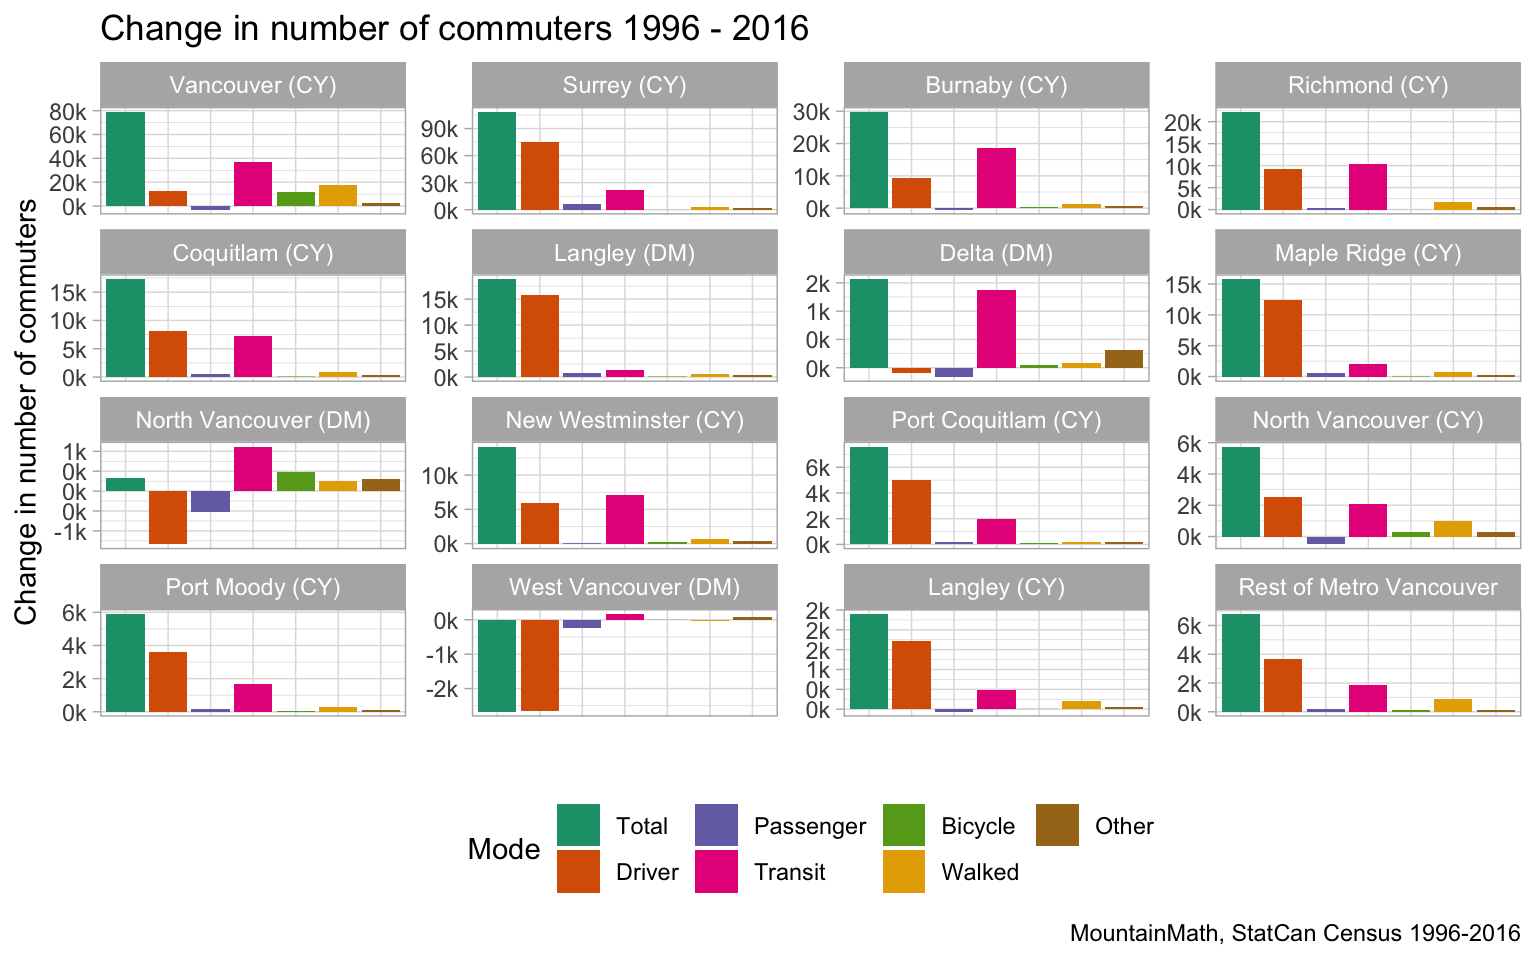 Change in number of commuters 1996 - 2016
Change in number of commuters
Vancouver (CY)
80k
60k
40k
20k
0k
Surrey (CY)
90k
60k
30k
0k
Burnaby (CY)
30k
20k
10k
0k
Richmond (CY)
20k
15k
10k
5k
0k
Coquitlam (CY)
15k
10k
5k
0k
Langley (DM)
15k
10k
5k
0k
Delta (DM)
2k
1k
0k
0k
Maple Ridge (CY)
15k
10k
5k
0k
North Vancouver (DM)
1k
0k
0k
0k
-1k
New Westminster (CY)
10k
5k
0k
Port Coquitlam (CY)
6k
4k
2k
0k
North Vancouver (CY)
6k
4k
2k
0k
Port Moody (CY)
6k
4k
2k
0k
West Vancouver (DM)
0k
-1k
-2k
Langley (CY)
2k
2k
2k
1k
0k
0k
Rest of Metro Vancouver
6k
4k
2k
0k
Mode
Total
Passenger
Bicycle
Other
Driver
Transit
Walked
MountainMath, StatCan Census 1996-2016